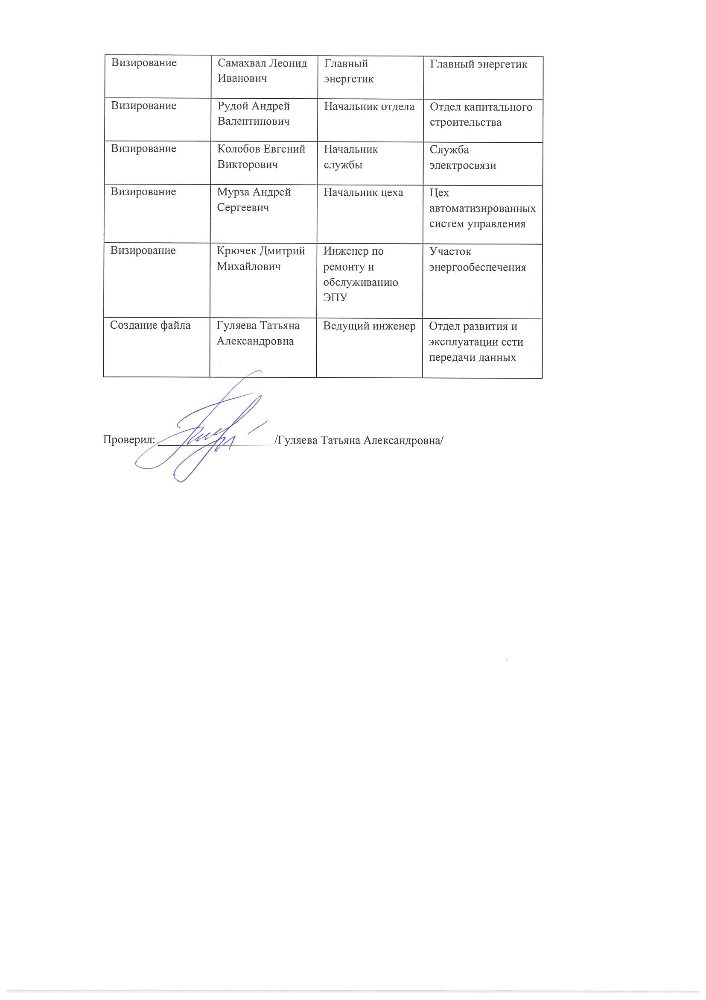 Визирование
Самахвал Леонид
Иванович
Главный
энергетик
Главный энергетик
Визирование
Рудой Андрей
Валентинович
Начальник отдела
Отдел капитального
строительства
Визирование
Колобов Евгений
Викторович
Начальник
службы
Служба
электросвязи
Визирование
Мурза Андрей
Сергеевич
Начальник цеха
Цех
автоматизированных
систем управления
Визирование
Крючек Дмитрий
Михайлович
Инженер по
ремонту и
обслуживанию
ЭПУ
Участок
энергообеспечения
Создание файла
Гуляева Татьяна
Александровна
Ведущий инженер
Отдел развития и
эксплуатации сети
передачи данных
Проверил: ___________________ /Гуляева Татьяна Александровна/